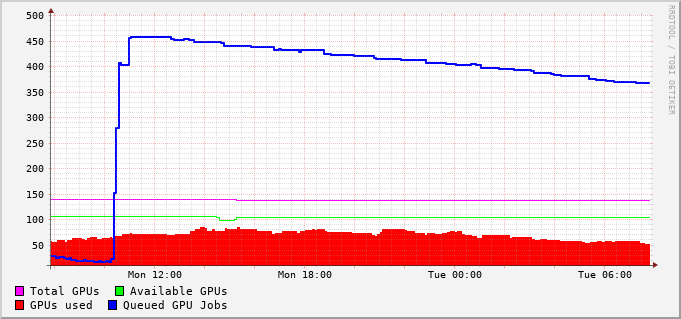 RRDTOOL / TOBI OETIKER
500
450
400
350
300
250
200
150
100
50
Mon 12:00 Mon 18:00 Tue 00:00 Tue 06:00
Total GPUs Available GPUs
GPUs used Queued GPU Jobs